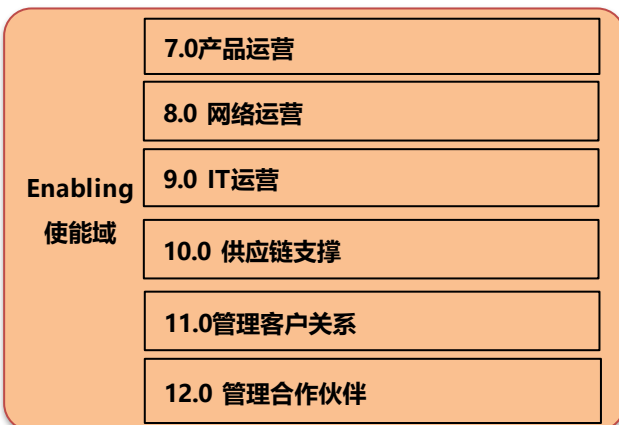 7.0产品运营
8.0 网络运营
Enabling
使能域
9.0 IT运营
10.0 供应链支撑
11.0管理客户关系
12.0 管理合作伙伴